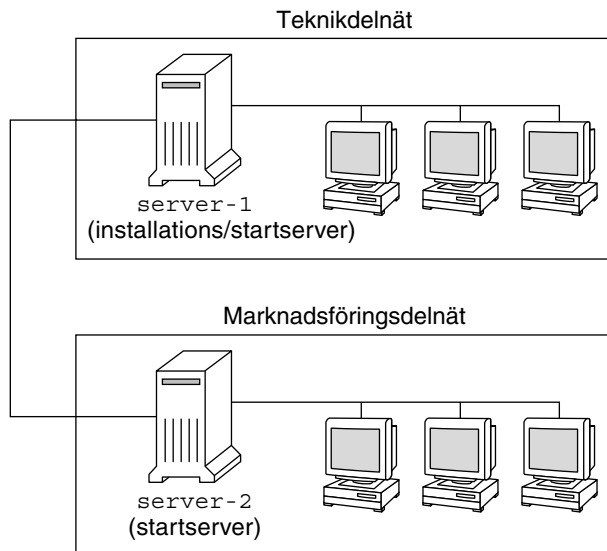 Teknikdelnät
server-1
(installations/startserver)
Marknadsföringsdelnät
server-2
(startserver)